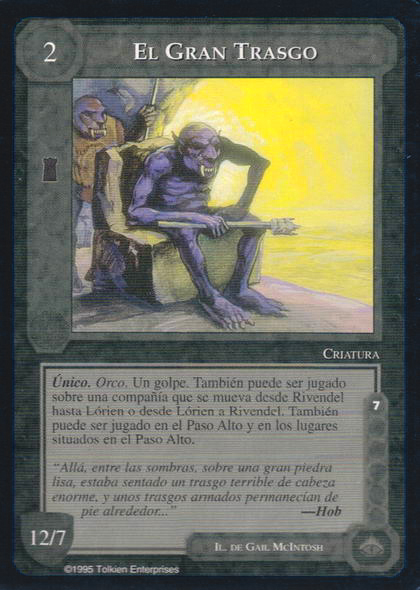 2
EL GRAN TRASGO
CRIATURA
Único. Orco. Un golpe. También puede ser jugado
sobre una compañía que se mueva desde Rivendel
hasta Lórien o desde Lórien a Rivendel. También
puede ser jugado en el Paso Alto y en los lugares
situados en el Paso Alto.
7
“Allá, entre las sombras, sobre una gran piedra
lisa, estaba sentado un trasgo terrible de cabeza
enorme, y unos trasgos armados permanecían de
pie alrededor...” —Hob
12/7
IL. DE GAIL MCINTOSH
©1995 Tolkien Enterprises